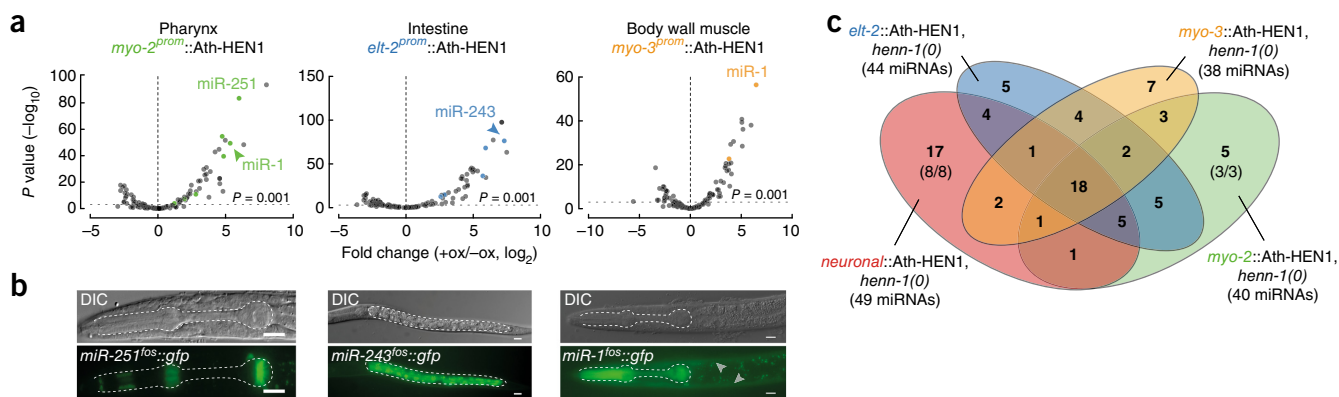 a
Pharynx
myo-2prom::Ath-HEN1
P value (–log10)
100
80
60
40
20
0
miR-251
miR-1
P = 0.001
–5
0
5
10
Intestine
elt-2prom::Ath-HEN1
150
100
50
0
miR-243
P = 0.001
–5
0
5
10
Fold change (+ox/–ox, log2)
Body wall muscle
myo-3prom::Ath-HEN1
60
40
20
0
miR-1
P = 0.001
–10
–5
0
5
10
b
DIC
miR-251fos::gfp
DIC
miR-243fos::gfp
DIC
miR-1fos::gfp
c
elt-2::Ath-HEN1,
henn-1(0)
(44 miRNAs)
myo-3::Ath-HEN1,
henn-1(0)
(38 miRNAs)
5
7
4
4
3
17
(8/8)
1
2
5
(3/3)
18
2
1
5
5
1
neuronal::Ath-HEN1,
henn-1(0)
(49 miRNAs)
myo-2::Ath-HEN1,
henn-1(0)
(40 miRNAs)